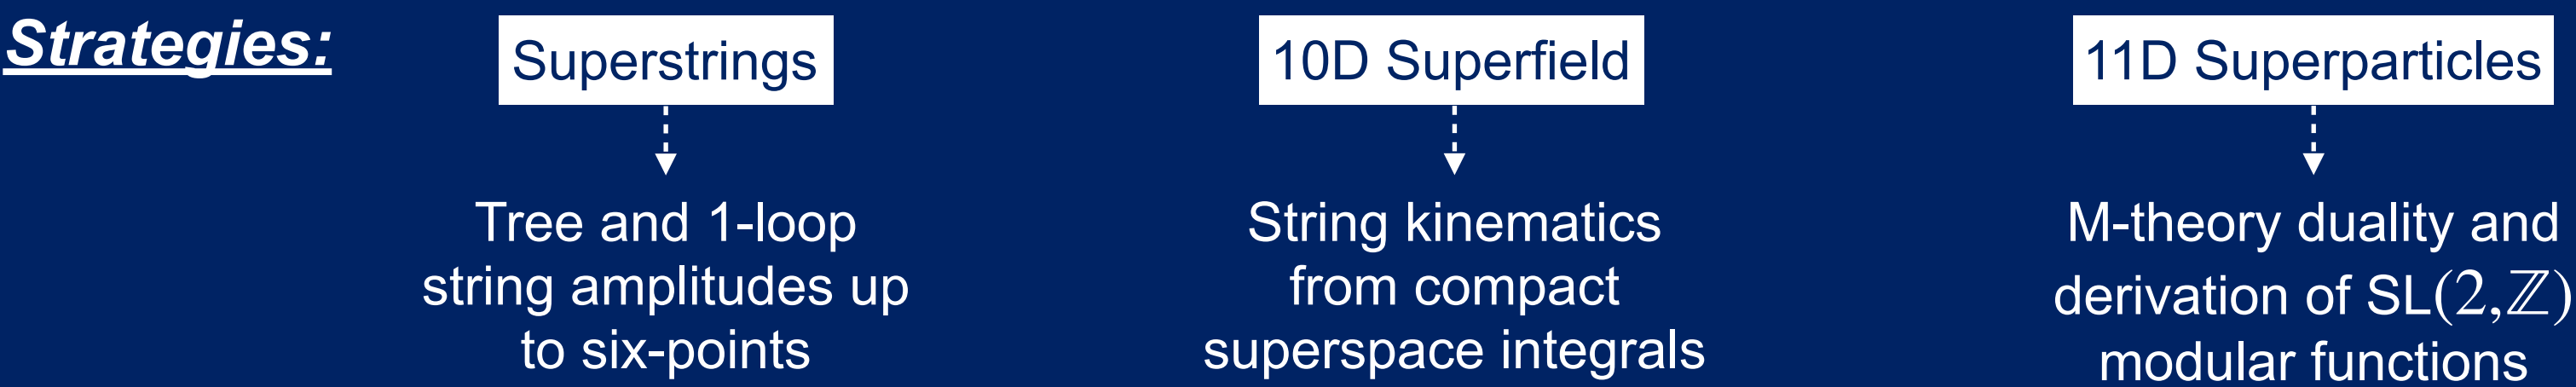 Strategies:
Superstrings
10D Superfield
11D Superparticles
Tree and 1-loop
string amplitudes up
to six-points
String kinematics
from compact
superspace integrals
M-theory duality and
derivation of SL(2,ℤ)
modular functions